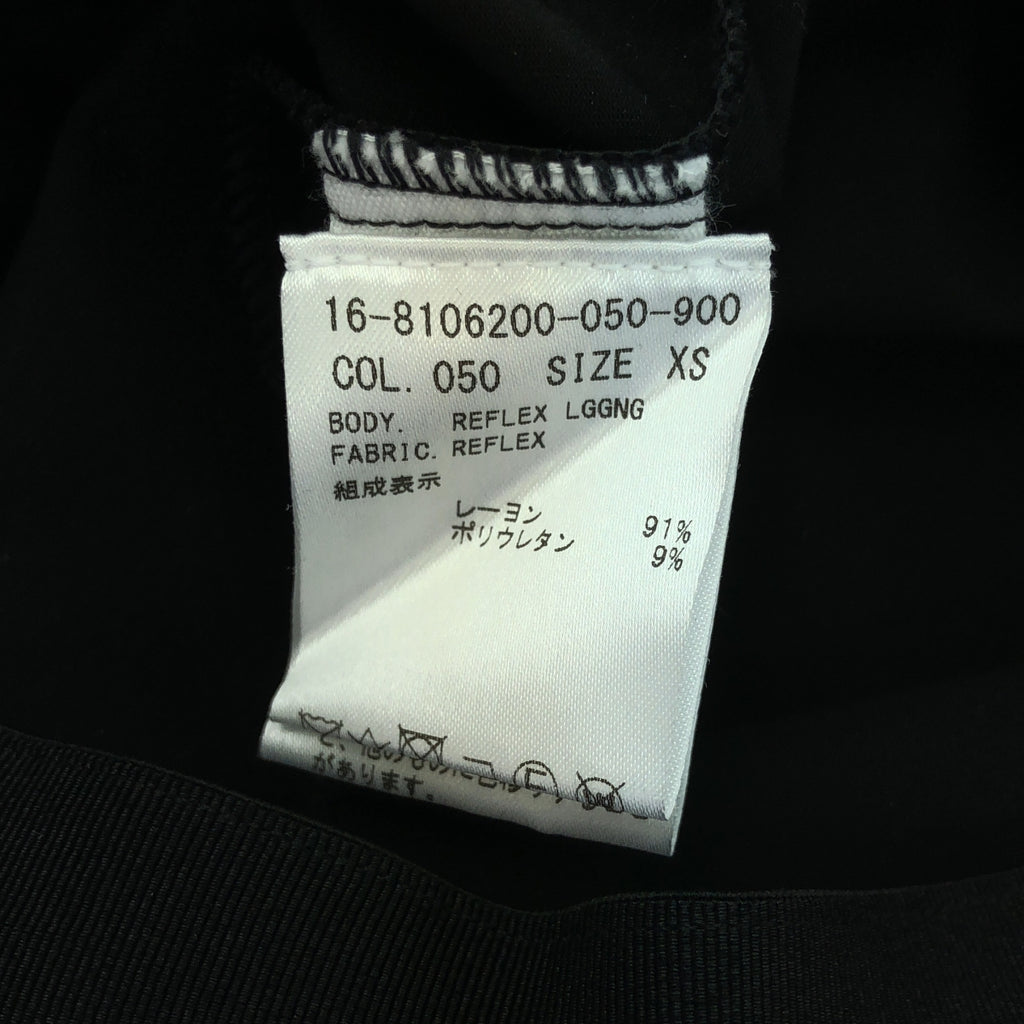 16-8106200-050-900
COL. 050 SIZE XS
BODY. REFLEX LGGNG
FABRIC. REFLEX
組成表示
レーヨン 91%
ポリウレタン 9%
があります。